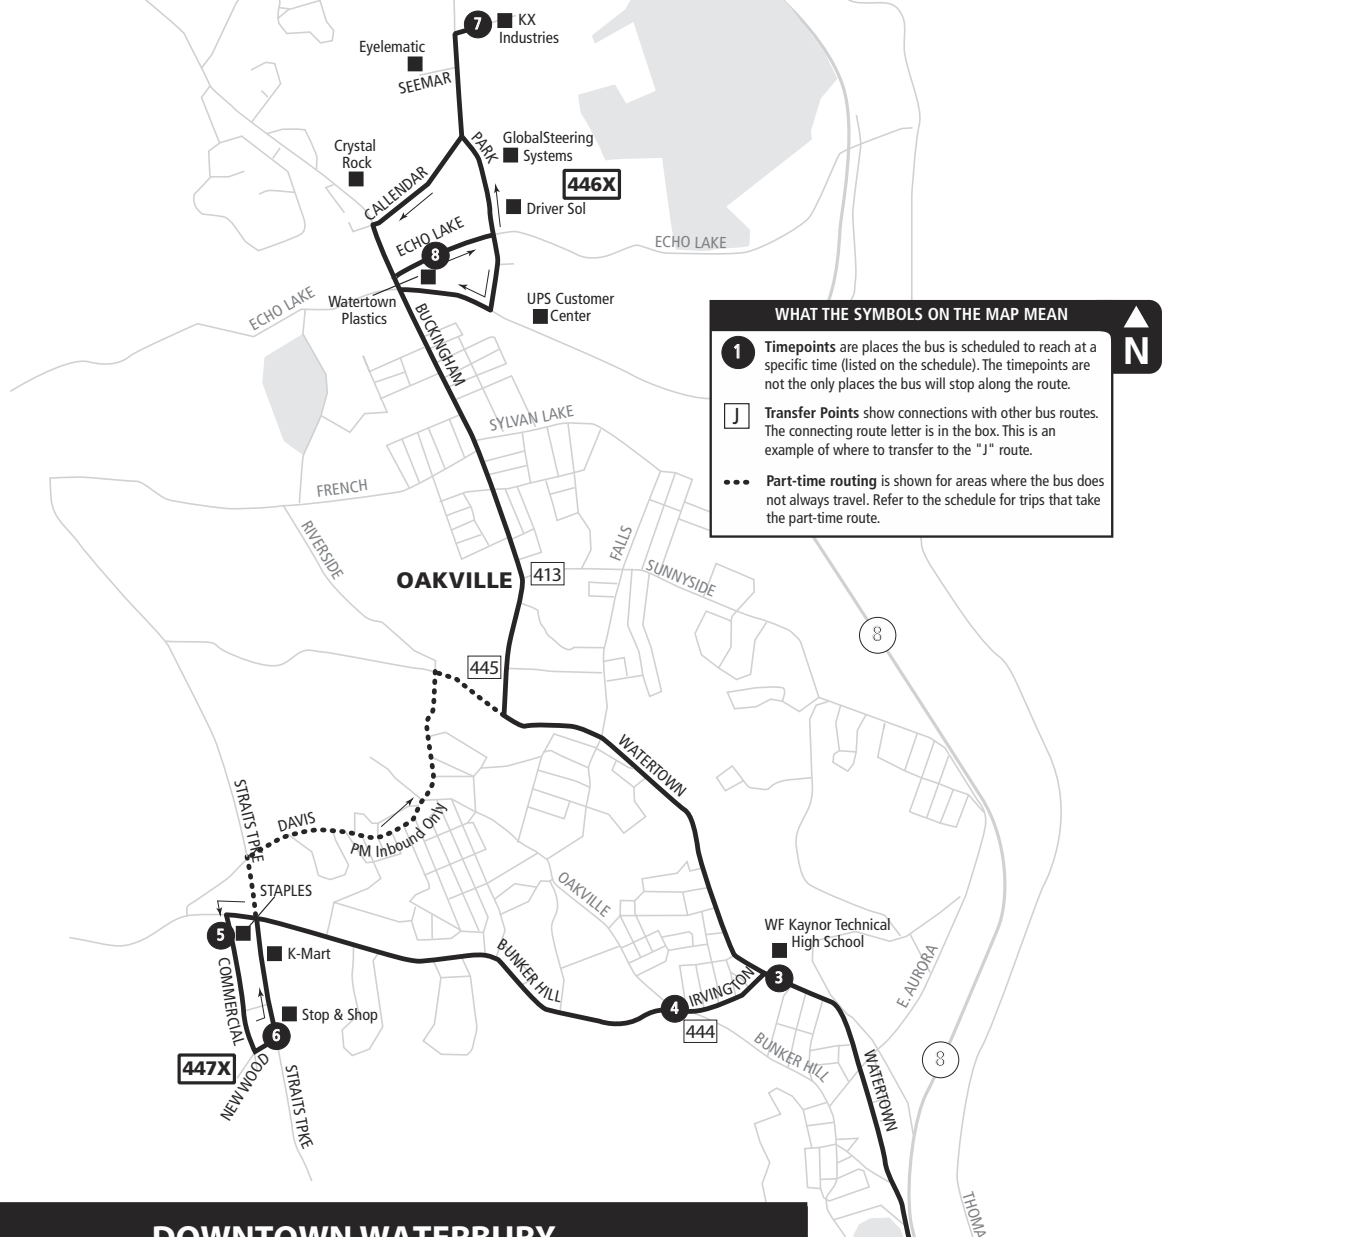 7
KX
Industries
Eyelematic
SEEMAR
PARK
GlobalSteering
Systems
Crystal
Rock
446X
CALLENDAR
Driver Sol
ECHO LAKE
8
ECHO LAKE
ECHO LAKE
Watertown
Plastics
UPS Customer
Center
BUCKINGHAM
WHAT THE SYMBOLS ON THE MAP MEAN
N
1
Timepoints are places the bus is scheduled to reach at a
specific time (listed on the schedule). The timepoints are
not the only places the bus will stop along the route.
J
Transfer Points show connections with other bus routes.
The connecting route letter is in the box. This is an
example of where to transfer to the "J" route.
Part-time routing is shown for areas where the bus does
not always travel. Refer to the schedule for trips that take
the part-time route.
SYLVAN LAKE
FRENCH
RIVERSIDE
FALLS
SUNNYSIDE
OAKVILLE
413
8
445
WATERTOWN
STRAITS TPKE
DAVIS
PM Inbound Only
STAPLES
OAKVILLE
5
K-Mart
COMMERCIAL
BUNKER HILL
WF Kaynor Technical
High School
3
E. AURORA
IRVINGTON
4
444
Stop & Shop
6
447X
NEW WOOD
STRAITS TPKE
BUNKER HILL
WATERTOWN
8
THOMA
DOWNTOWN WATERBURY